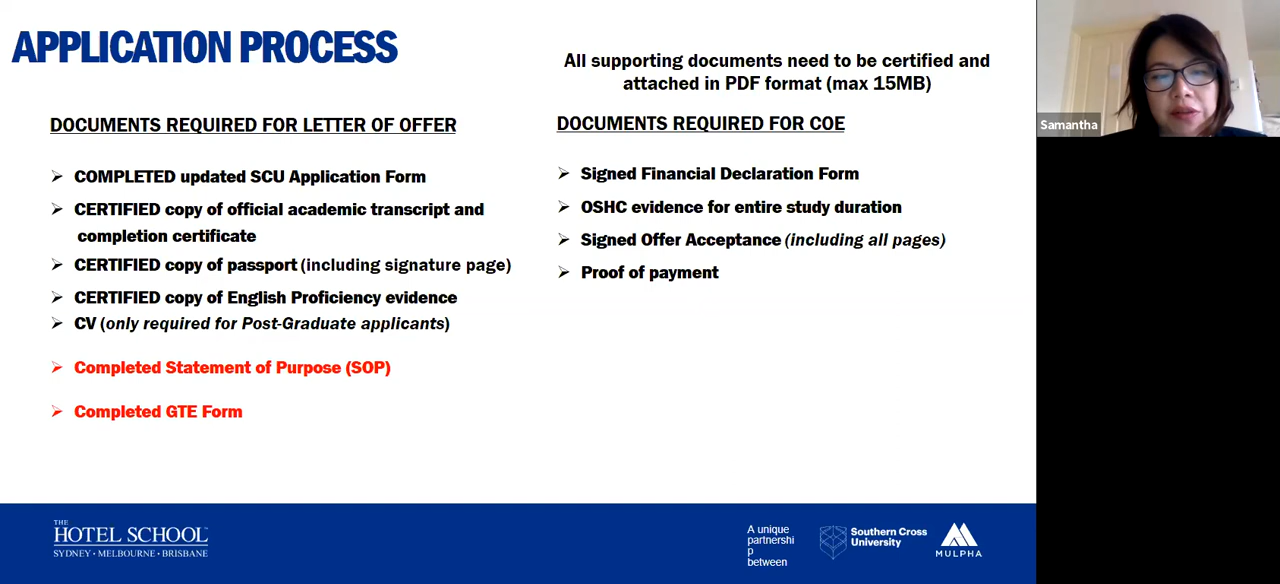 APPLICATION PROCESS
All supporting documents need to be certified and
attached in PDF format (max 15MB)
DOCUMENTS REQUIRED FOR LETTER OF OFFER
➢ COMPLETED updated SCU Application Form
➢ CERTIFIED copy of official academic transcript and
completion certificate
➢ CERTIFIED copy of passport (including signature page)
➢ CERTIFIED copy of English Proficiency evidence
➢ CV (only required for Post-Graduate applicants)
➢ Completed Statement of Purpose (SOP)
➢ Completed GTE Form
DOCUMENTS REQUIRED FOR COE
➢ Signed Financial Declaration Form
➢ OSHC evidence for entire study duration
➢ Signed Offer Acceptance (including all pages)
➢ Proof of payment
Samantha
THE
HOTEL SCHOOL
SYDNEY • MELBOURNE • BRISBANE
A unique
partnershi
p
between
Southern Cross
University
MULPHA